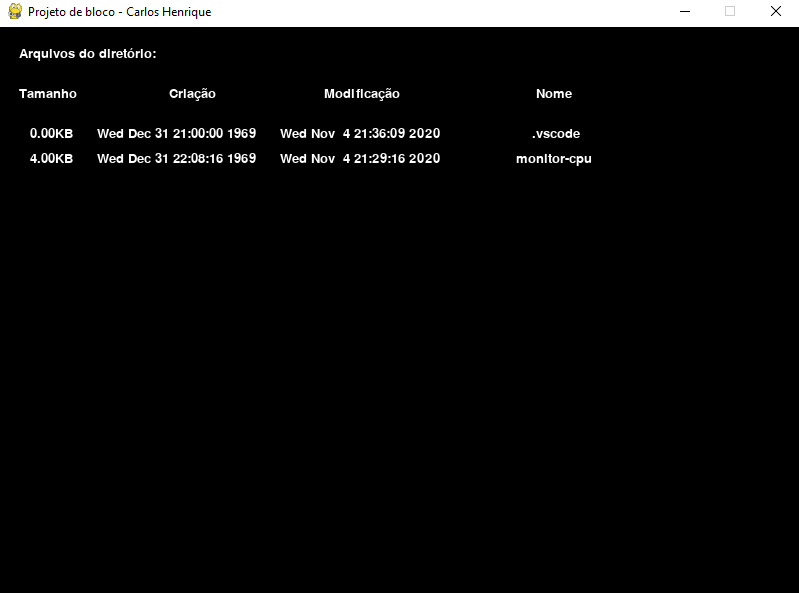 Projeto de bloco - Carlos Henrique
Arquivos do diretório:
Tamanho Criação Modificação Nome
0.00KB Wed Dec 31 21:00:00 1969 Wed Nov  4 21:36:09 2020 .vscode
4.00KB Wed Dec 31 22:08:16 1969 Wed Nov  4 21:29:16 2020 monitor-cpu